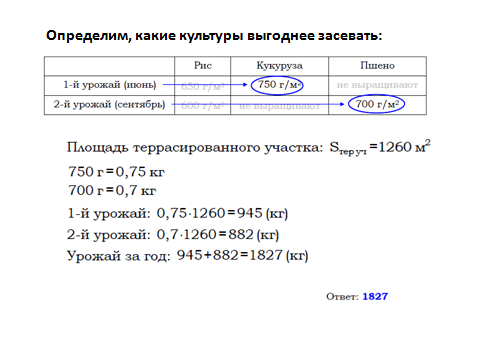 Определим, какие культуры выгоднее засевать:
Рис Кукуруза Пшено
1-й урожай (июнь) 650 г/м² 750 г/м² не выращивают
2-й урожай (сентябрь) 600 г/м² не выращивают 700 г/м²
Площадь террасированного участка: Sтер уч =1260 м²
750 г = 0,75 кг
700 г = 0,7 кг
1-й урожай: 0,75·1260 = 945 (кг)
2-й урожай: 0,7·1260 = 882 (кг)
Урожай за год: 945+882 = 1827 (кг)
Ответ: 1827